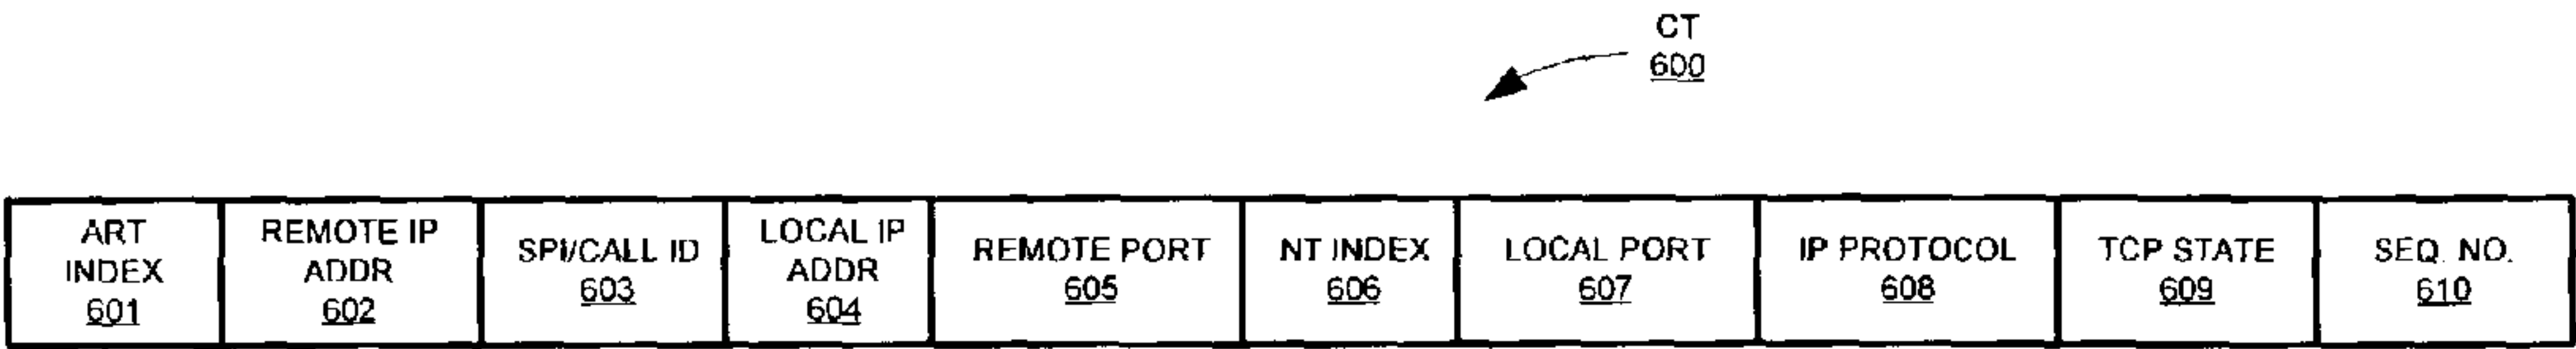 CT
600
ART
INDEX
601
REMOTE IP
ADDR
602
SPI/CALL ID
603
LOCAL IP
ADDR
604
REMOTE PORT
605
NT INDEX
606
LOCAL PORT
607
IP PROTOCOL
608
TCP STATE
609
SEQ. NO.
610